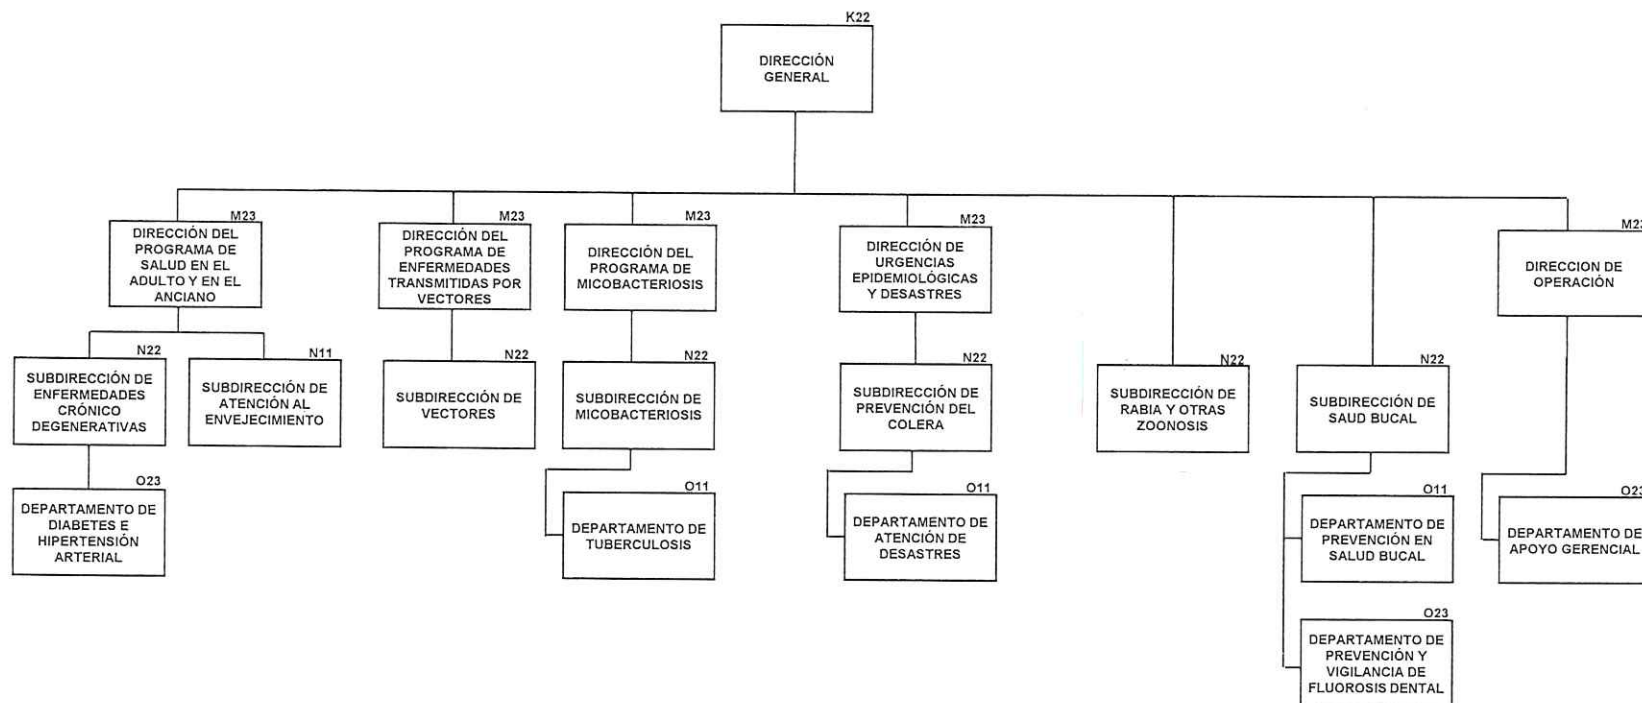 K22
DIRECCIÓN
GENERAL
M23
DIRECCIÓN DEL
PROGRAMA DE
SALUD EN EL
ADULTO Y EN EL
ANCIANO
M23
DIRECCIÓN DEL
PROGRAMA DE
ENFERMEDADES
TRANSMITIDAS POR
VECTORES
M23
DIRECCIÓN DEL
PROGRAMA DE
MICOBACTERIOSIS
M23
DIRECCIÓN DE
URGENCIAS
EPIDEMIOLÓGICAS
Y DESASTRES
M23
DIRECCION DE
OPERACIÓN
N22
SUBDIRECCIÓN DE
ENFERMEDADES
CRÓNICO
DEGENERATIVAS
N11
SUBDIRECCIÓN DE
ATENCIÓN AL
ENVEJECIMIENTO
N22
SUBDIRECCIÓN DE
VECTORES
N22
SUBDIRECCIÓN DE
MICOBACTERIOSIS
N22
SUBDIRECCIÓN DE
PREVENCIÓN DEL
COLERA
N22
SUBDIRECCIÓN DE
RABIA Y OTRAS
ZOONOSIS
N22
SUBDIRECCIÓN DE
SAUD BUCAL
O23
DEPARTAMENTO DE
DIABETES E
HIPERTENSIÓN
ARTERIAL
O11
DEPARTAMENTO DE
TUBERCULOSIS
O11
DEPARTAMENTO DE
ATENCIÓN DE
DESASTRES
O11
DEPARTAMENTO DE
PREVENCIÓN EN
SALUD BUCAL
O23
DEPARTAMENTO DE
APOYO GERENCIAL
O23
DEPARTAMENTO DE
PREVENCIÓN Y
VIGILANCIA DE
FLUOROSIS DENTAL